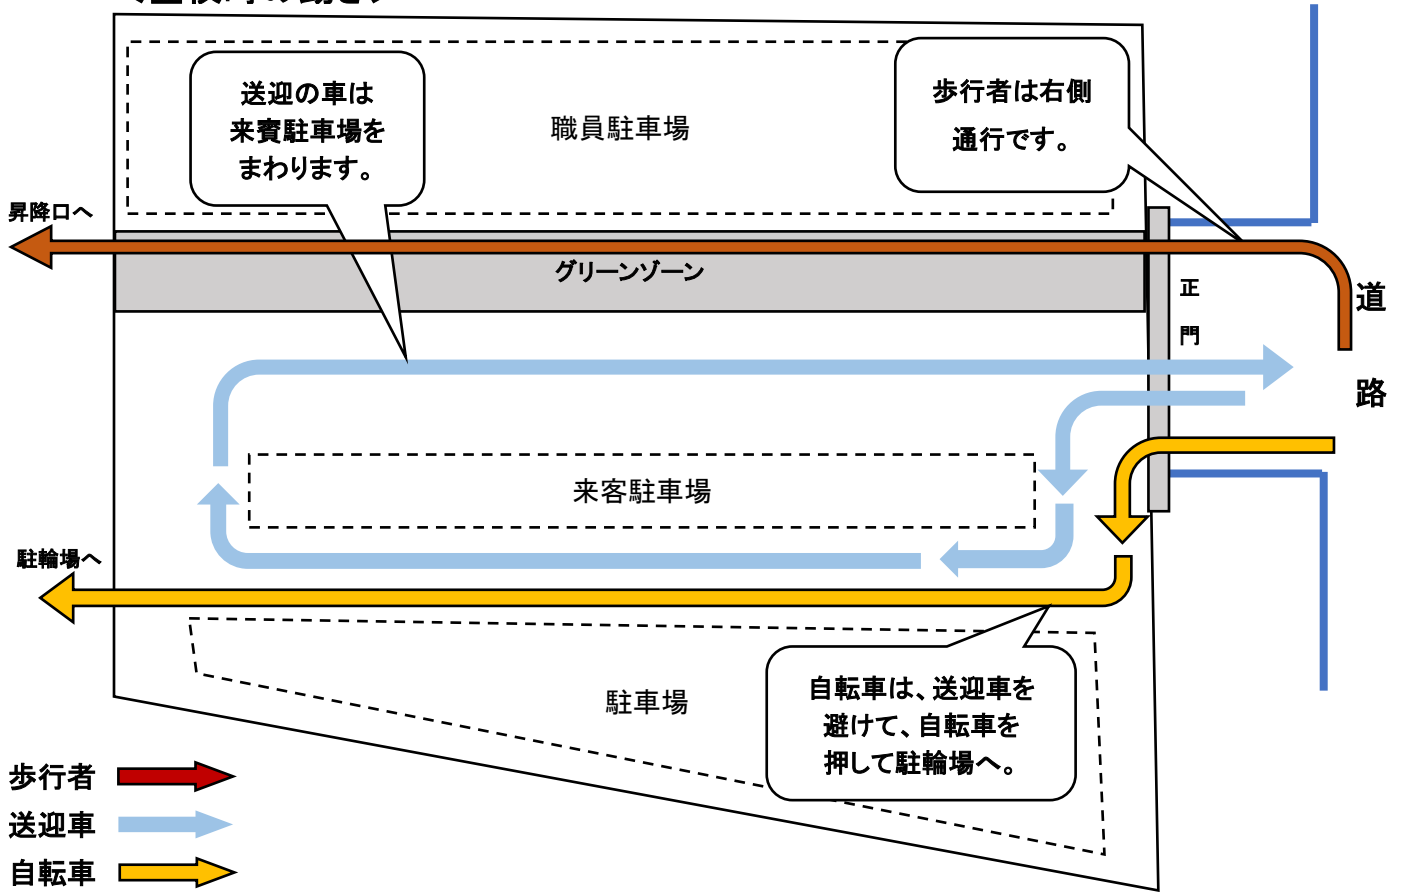 送迎の車は
来賓駐車場を
まわります。
職員駐車場
歩行者は右側
通行です。
昇降口へ
グリーンゾーン
正
門
道
路
来客駐車場
駐輪場へ
駐車場
自転車は、送迎車を
避けて、自転車を
押して駐輪場へ。
歩行者
送迎車
自転車